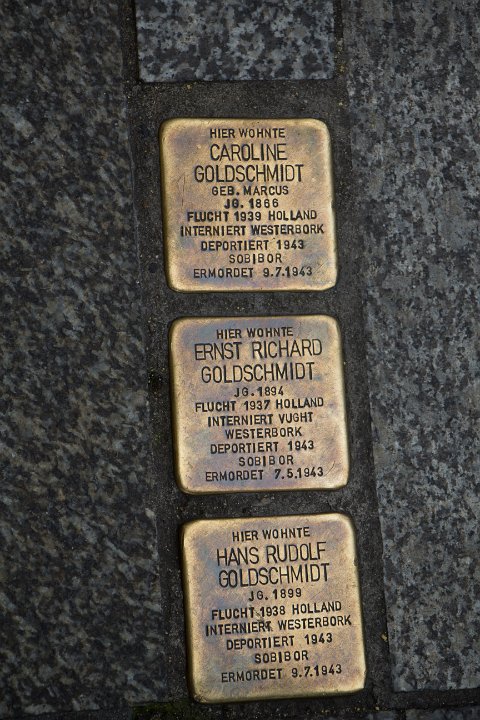 HIER WOHNTE
CAROLINE
GOLDSCHMIDT
GEB. MARCUS
JG. 1866
FLUCHT 1939 HOLLAND
INTERNIERT WESTERBORK
DEPORTIERT 1943
SOBIBOR
ERMORDET 9.7.1943
HIER WOHNTE
ERNST RICHARD
GOLDSCHMIDT
JG. 1894
FLUCHT 1937 HOLLAND
INTERNIERT VUGHT
WESTERBORK
DEPORTIERT 1943
SOBIBOR
ERMORDET 7.5.1943
HIER WOHNTE
HANS RUDOLF
GOLDSCHMIDT
JG. 1899
FLUCHT 1938 HOLLAND
INTERNIERT WESTERBORK
DEPORTIERT 1943
SOBIBOR
ERMORDET 9.7.1943